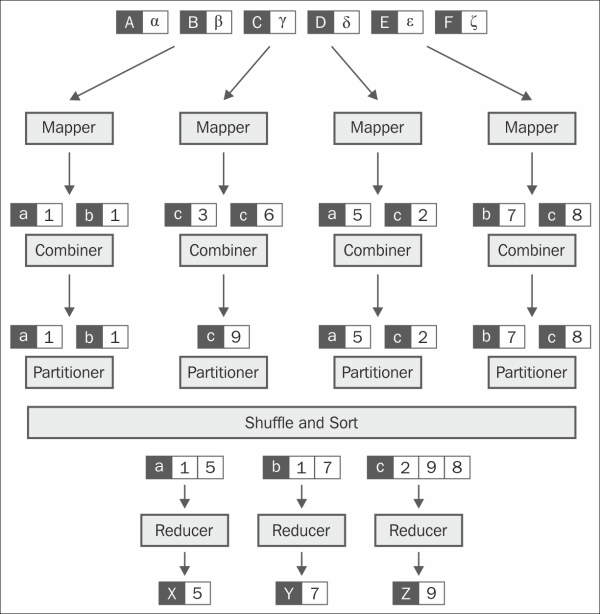 A α B β C γ D δ E ε F ζ
Mapper Mapper Mapper Mapper
a 1 b 1 c 3 c 6 a 5 c 2 b 7 c 8
Combiner Combiner Combiner Combiner
a 1 b 1 c 9 a 5 c 2 b 7 c 8
Partitioner Partitioner Partitioner Partitioner
Shuffle and Sort
a 1 5 b 1 7 c 2 9 8
Reducer Reducer Reducer
X 5 Y 7 Z 9